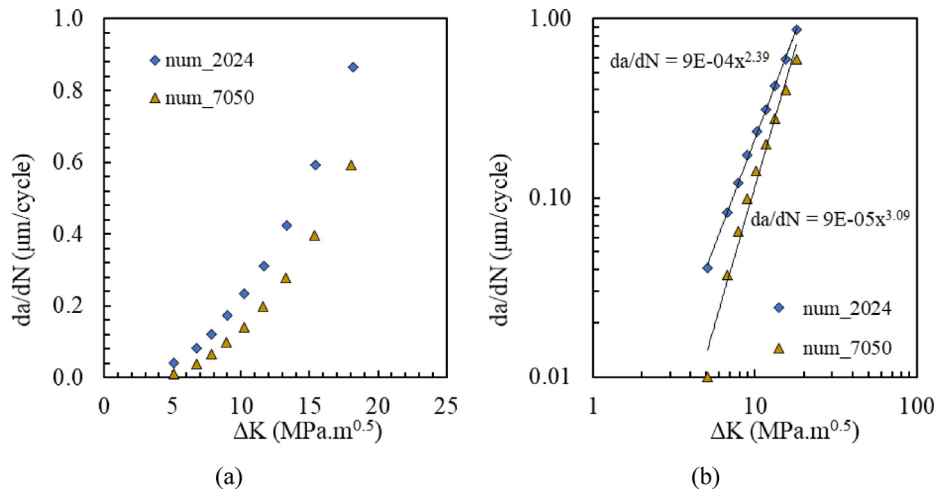 1.0
0.8
0.6
0.4
0.2
0.0
da/dN (μm/cycle)
num_2024
num_7050
0 5 10 15 20 25
ΔK (MPa.m^0.5)
(a)
1.00
0.10
0.01
da/dN (μm/cycle)
da/dN = 9E-04x^2.39
da/dN = 9E-05x^3.09
num_2024
num_7050
1 10 100
ΔK (MPa.m^0.5)
(b)